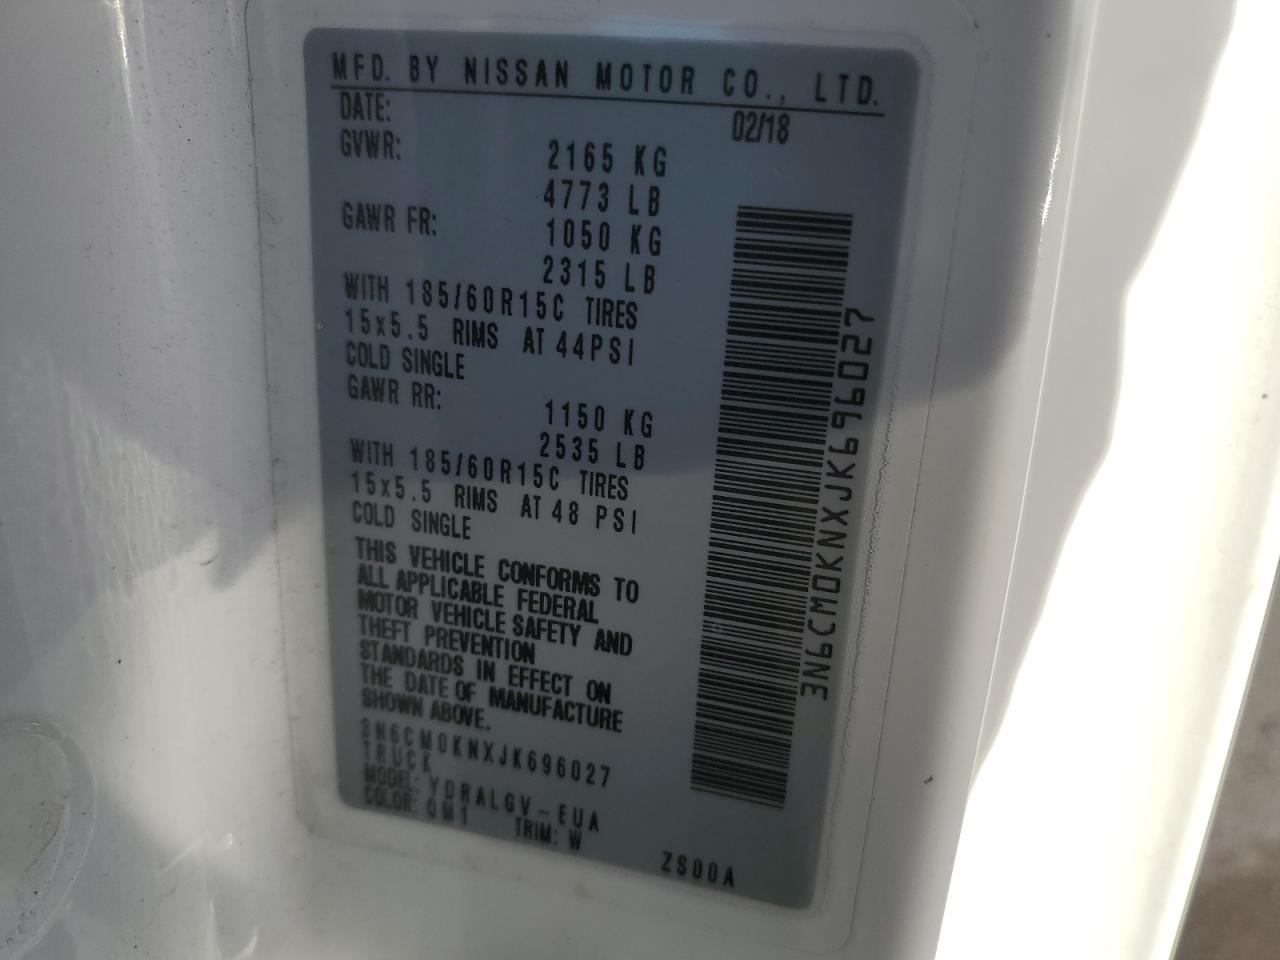 MFD. BY NISSAN MOTOR CO., LTD.
DATE: 02/18
GVWR: 2165 KG
4773 LB
GAWR FR: 1050 KG
2315 LB
WITH 185/60R15C TIRES
15x5.5 RIMS AT 44PSI
COLD SINGLE
GAWR RR: 1150 KG
2535 LB
WITH 185/60R15C TIRES
15x5.5 RIMS AT 48 PSI
COLD SINGLE
THIS VEHICLE CONFORMS TO
ALL APPLICABLE FEDERAL
MOTOR VEHICLE SAFETY AND
THEFT PREVENTION
STANDARDS IN EFFECT ON
THE DATE OF MANUFACTURE
SHOWN ABOVE.
3N6CM0KNXJK696027
TRUCK
MODEL: YDRALGV-EUA
COLOR: QM1 TRIM: W
ZS00A
3N6CM0KNXJK696027